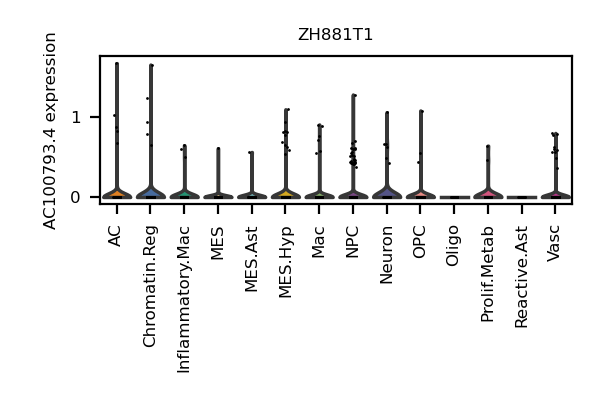 ZH881T1
AC100793.4 expression
1
0
AC
Chromatin.Reg
Inflammatory.Mac
MES
MES.Ast
MES.Hyp
Mac
NPC
Neuron
OPC
Oligo
Prolif.Metab
Reactive.Ast
Vasc